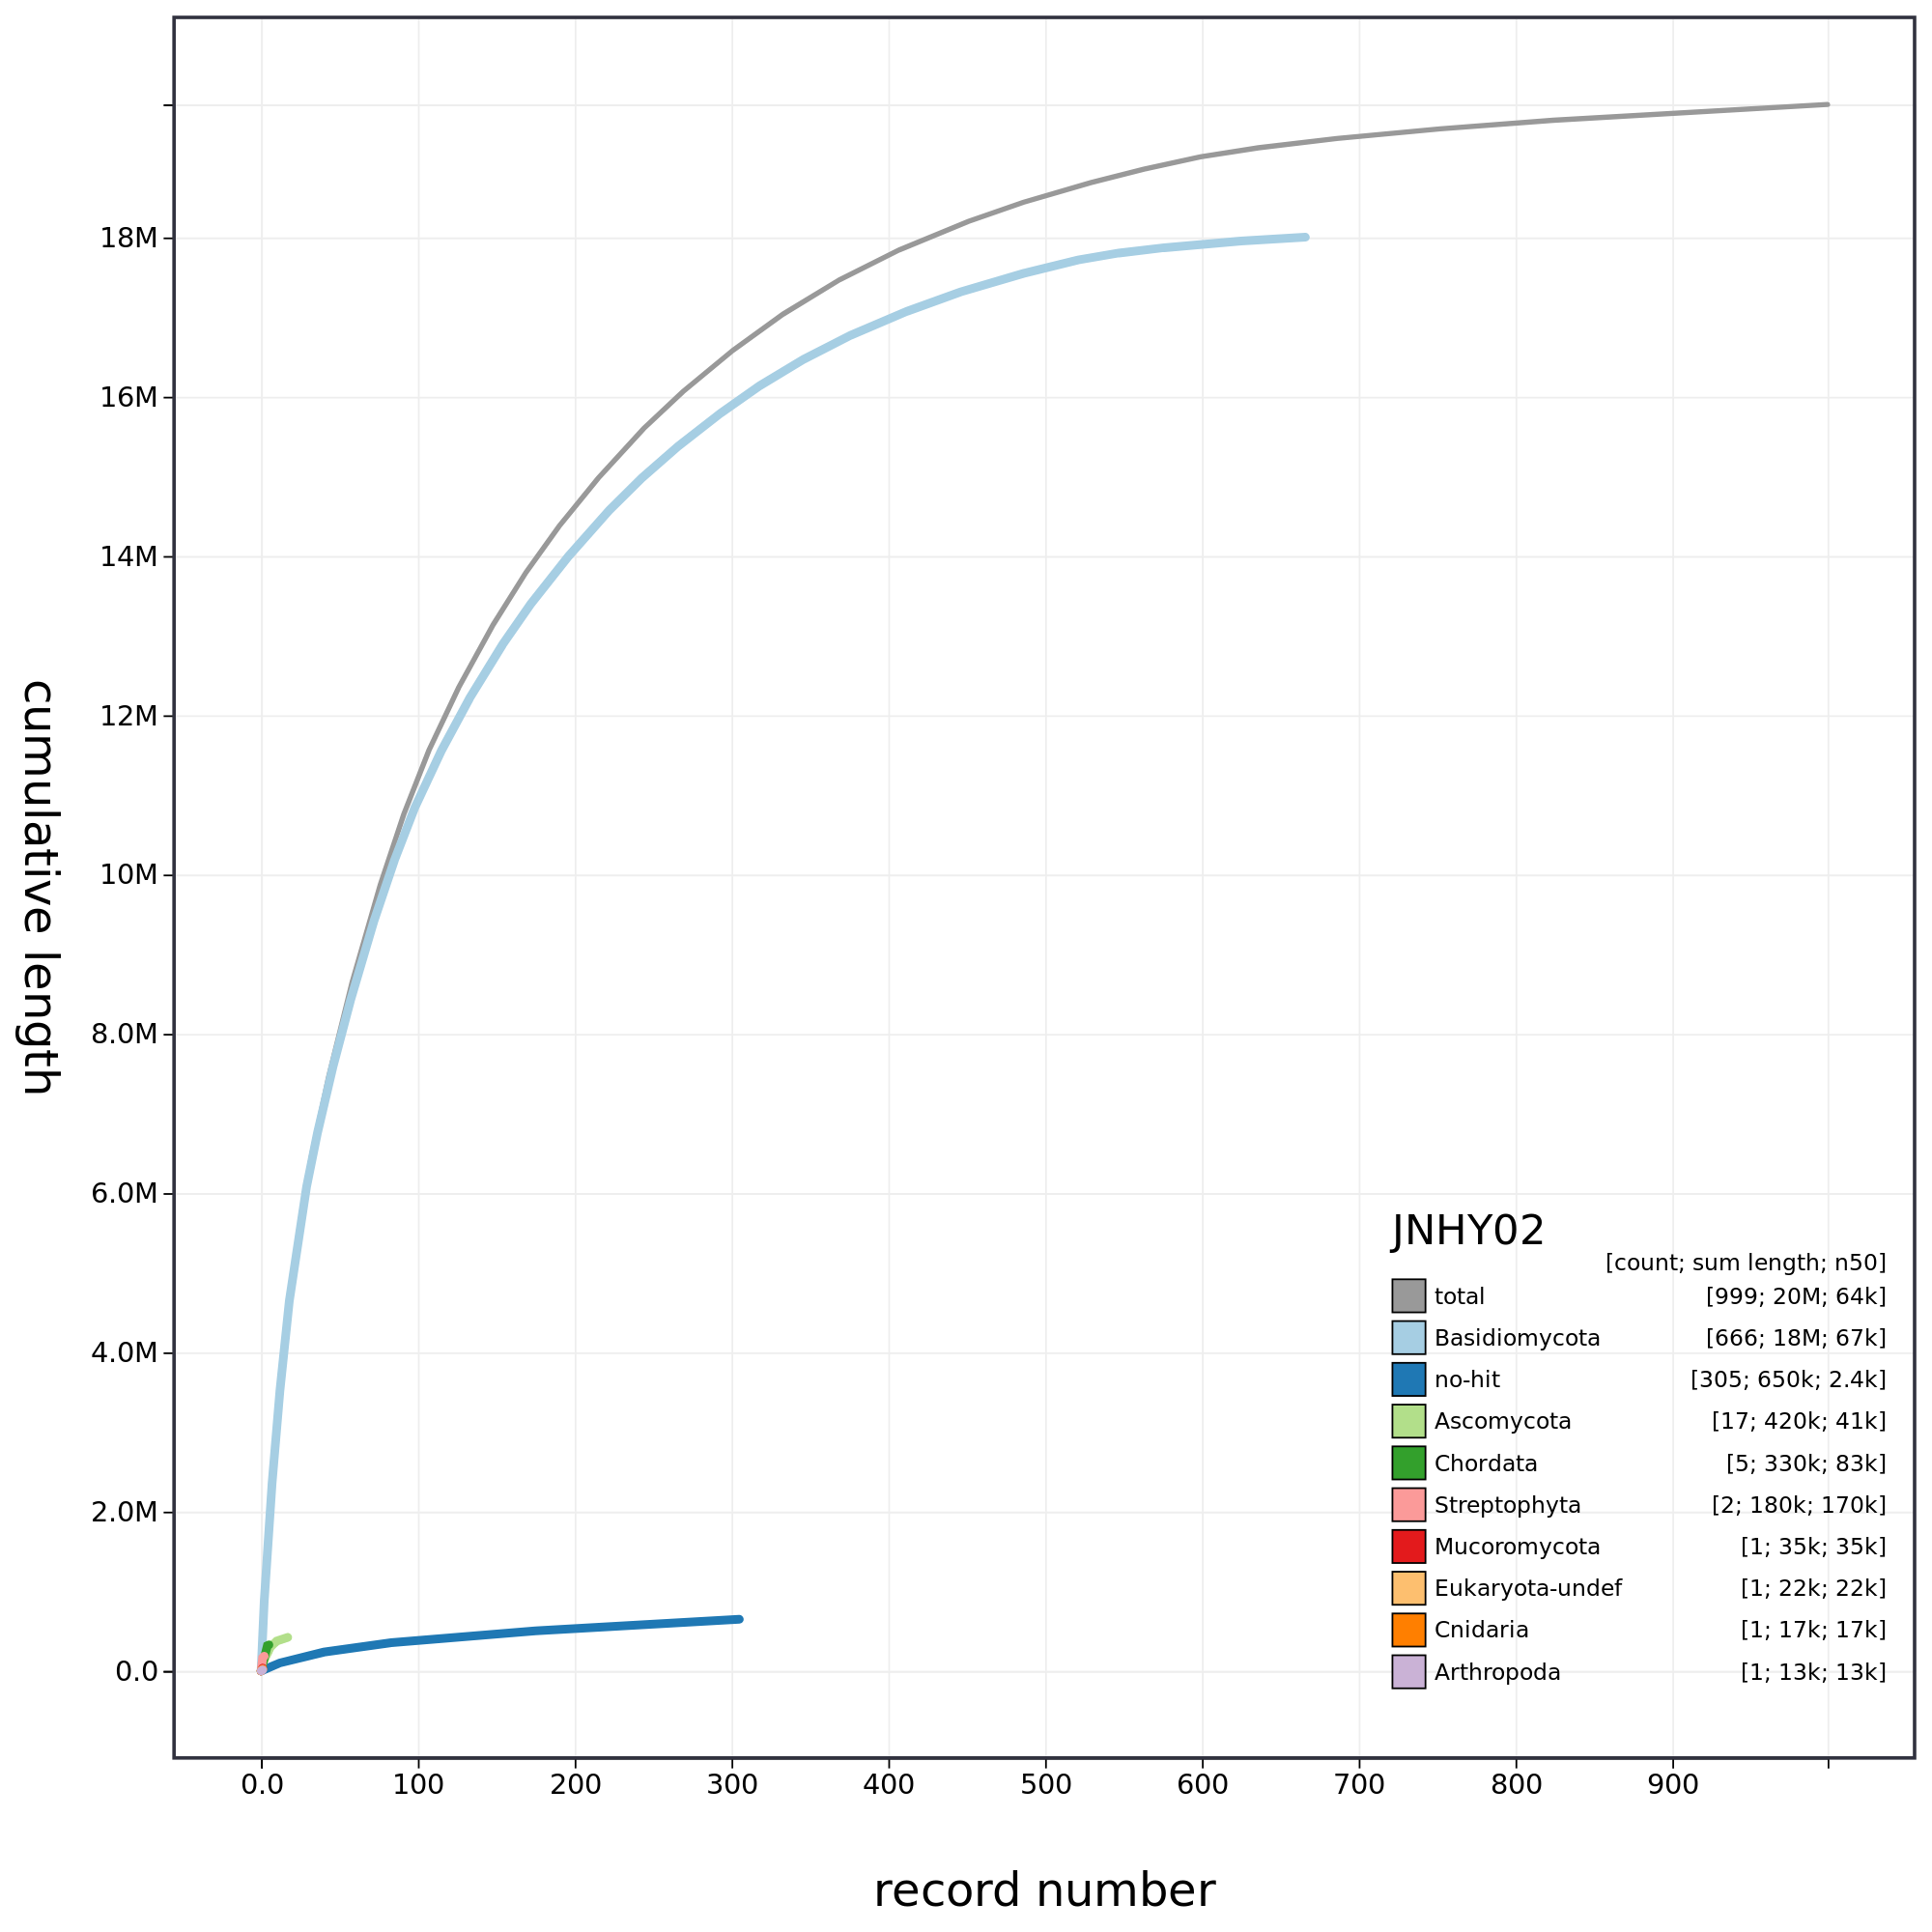 18M
16M
14M
12M
10M
8.0M
6.0M
4.0M
2.0M
0.0
cumulative length
JNHY02
[count; sum length; n50]
total [999; 20M; 64k]
Basidiomycota [666; 18M; 67k]
no-hit [305; 650k; 2.4k]
Ascomycota [17; 420k; 41k]
Chordata [5; 330k; 83k]
Streptophyta [2; 180k; 170k]
Mucoromycota [1; 35k; 35k]
Eukaryota-undef [1; 22k; 22k]
Cnidaria [1; 17k; 17k]
Arthropoda [1; 13k; 13k]
0.0 100 200 300 400 500 600 700 800 900
record number